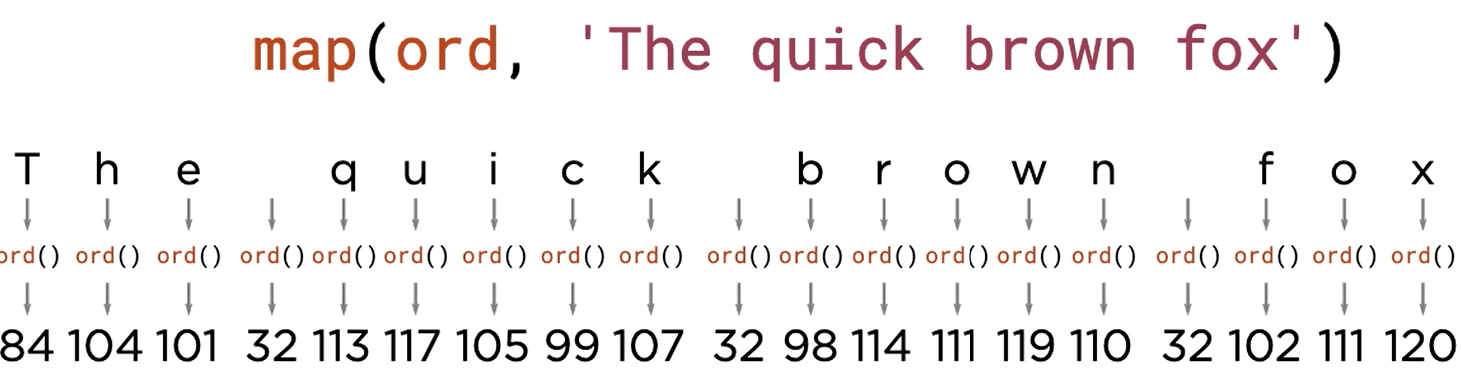 map(ord, 'The quick brown fox')
T h e q u i c k b r o w n f o x
ord() ord() ord() ord() ord() ord() ord() ord() ord() ord() ord() ord() ord() ord() ord() ord() ord() ord() ord()
84 104 101 32 113 117 105 99 107 32 98 114 111 119 110 32 102 111 120